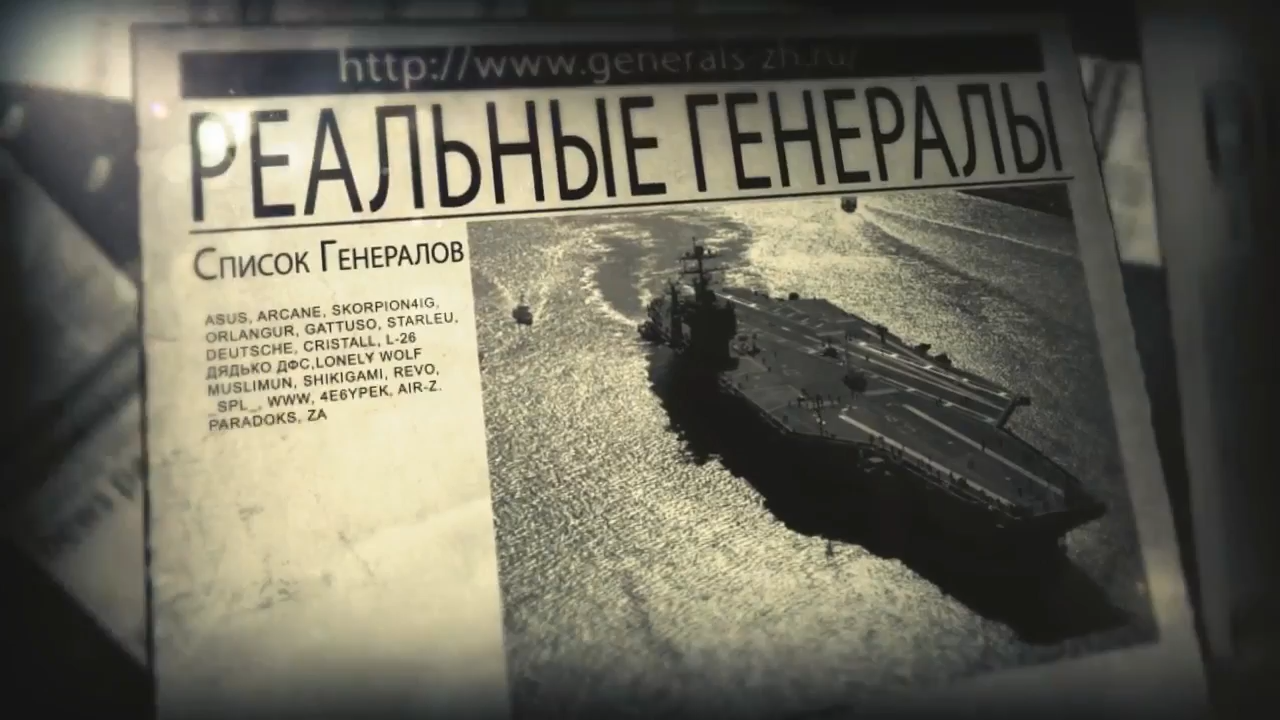 http://www.generals-zh.ru/
РЕАЛЬНЫЕ ГЕНЕРАЛЫ
Список Генералов
ASUS, ARCANE, SKORPION4IG,
ORLANGUR, GATTUSO, STARLEU,
DEUTSCHE, CRISTALL, L-26
ДЯДЬКО ДФС,LONELY WOLF
MUSLIMUN, SHIKIGAMI, REVO,
_SPL_, WWW, 4E6YPEK, AIR-Z.
PARADOKS, ZA